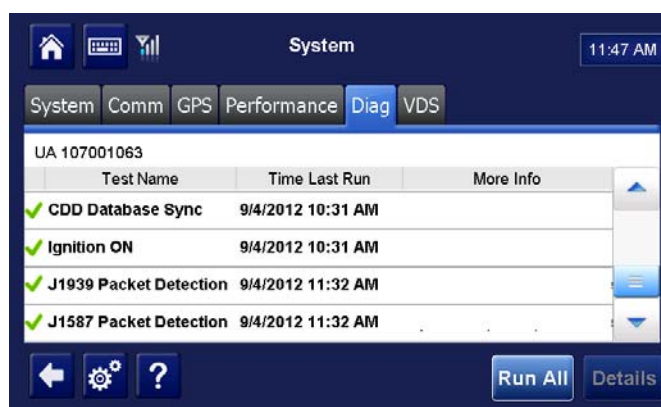 System
11:47 AM
System Comm GPS Performance Diag VDS
UA 107001063
Test Name Time Last Run More Info
CDD Database Sync 9/4/2012 10:31 AM
Ignition ON 9/4/2012 10:31 AM
J1939 Packet Detection 9/4/2012 11:32 AM
J1587 Packet Detection 9/4/2012 11:32 AM
?
Run All Details